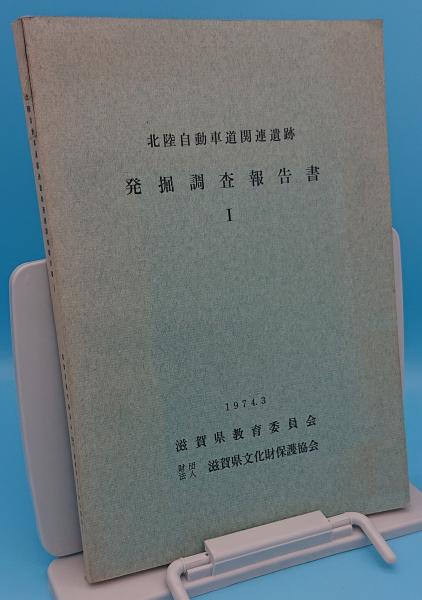 北陸自動車道関連遺跡
発掘調査報告書
I
1974.3
滋賀県教育委員会
財団法人 滋賀県文化財保護協会